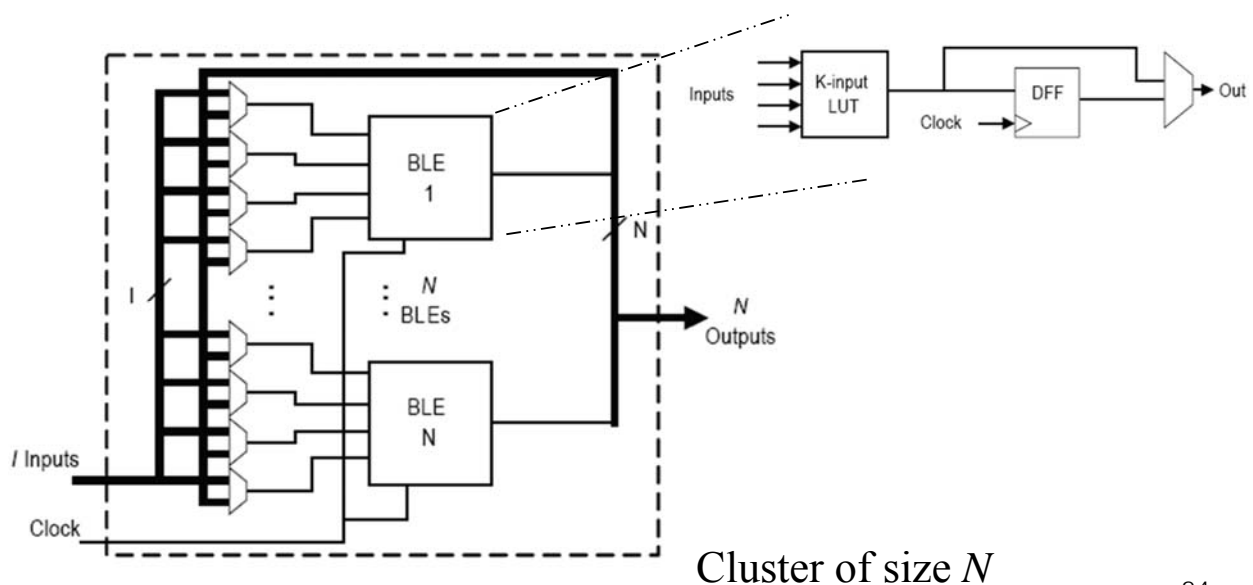 Inputs
K-input
LUT
DFF
Clock
Out
BLE
1
N
I
N
BLEs
N
Outputs
BLE
N
I Inputs
Clock
Cluster of size N